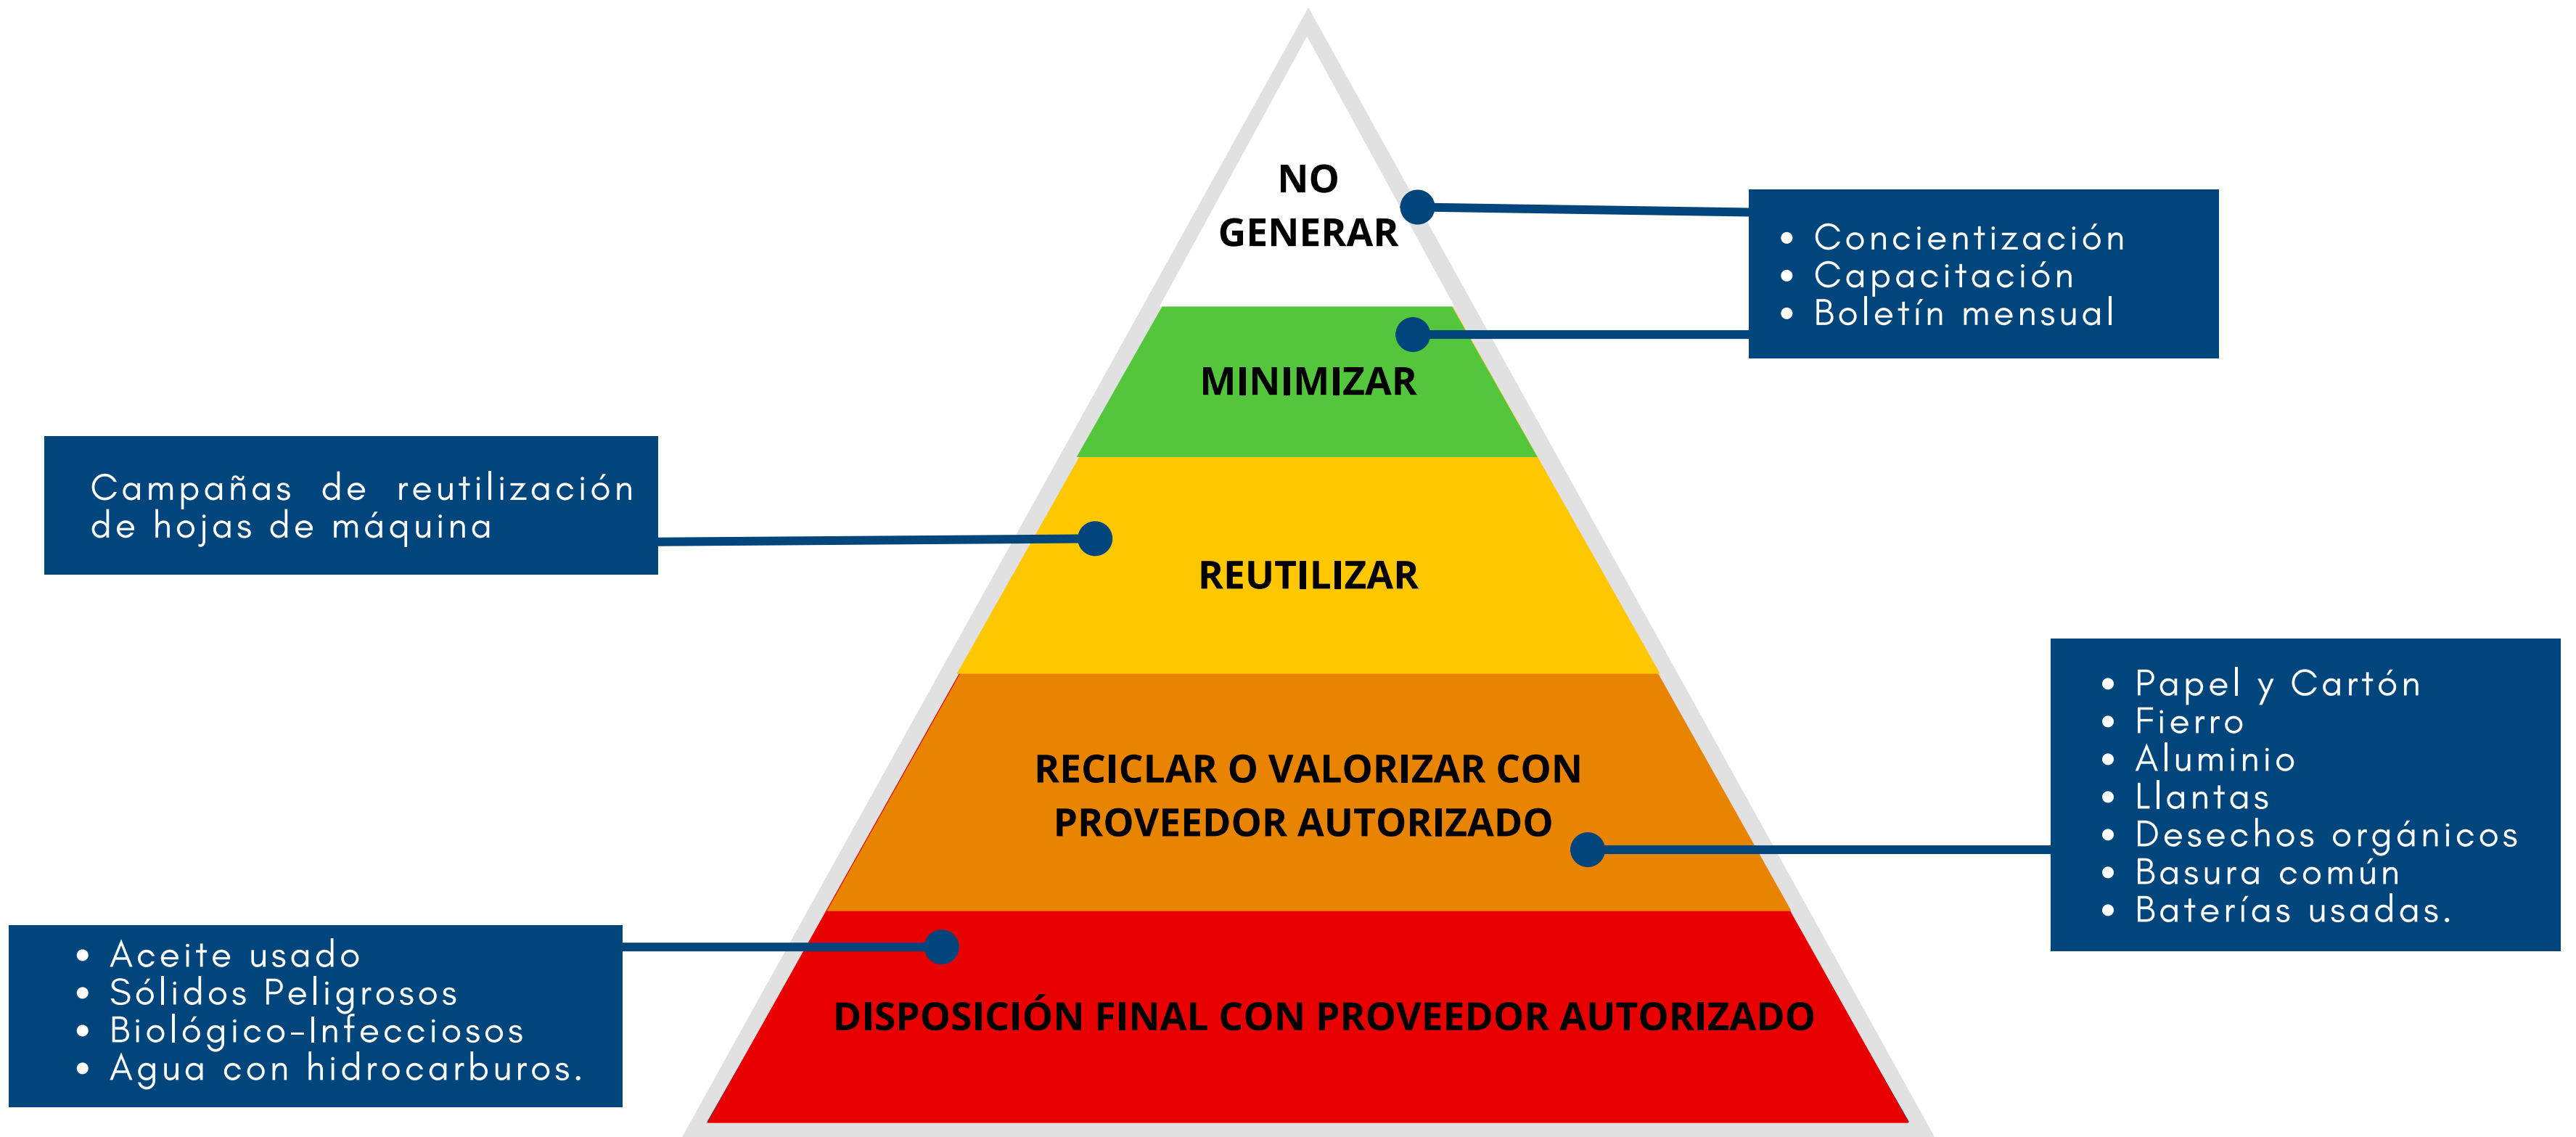 NO
GENERAR
• Concientización
• Capacitación
• Boletín mensual
MINIMIZAR
Campañas de reutilización
de hojas de máquina
REUTILIZAR
• Papel y Cartón
• Fierro
• Aluminio
• Llantas
• Desechos orgánicos
• Basura común
• Baterías usadas.
RECICLAR O VALORIZAR CON
PROVEEDOR AUTORIZADO
• Aceite usado
• Sólidos Peligrosos
• Biológico-Infecciosos
• Agua con hidrocarburos.
DISPOSICIÓN FINAL CON PROVEEDOR AUTORIZADO